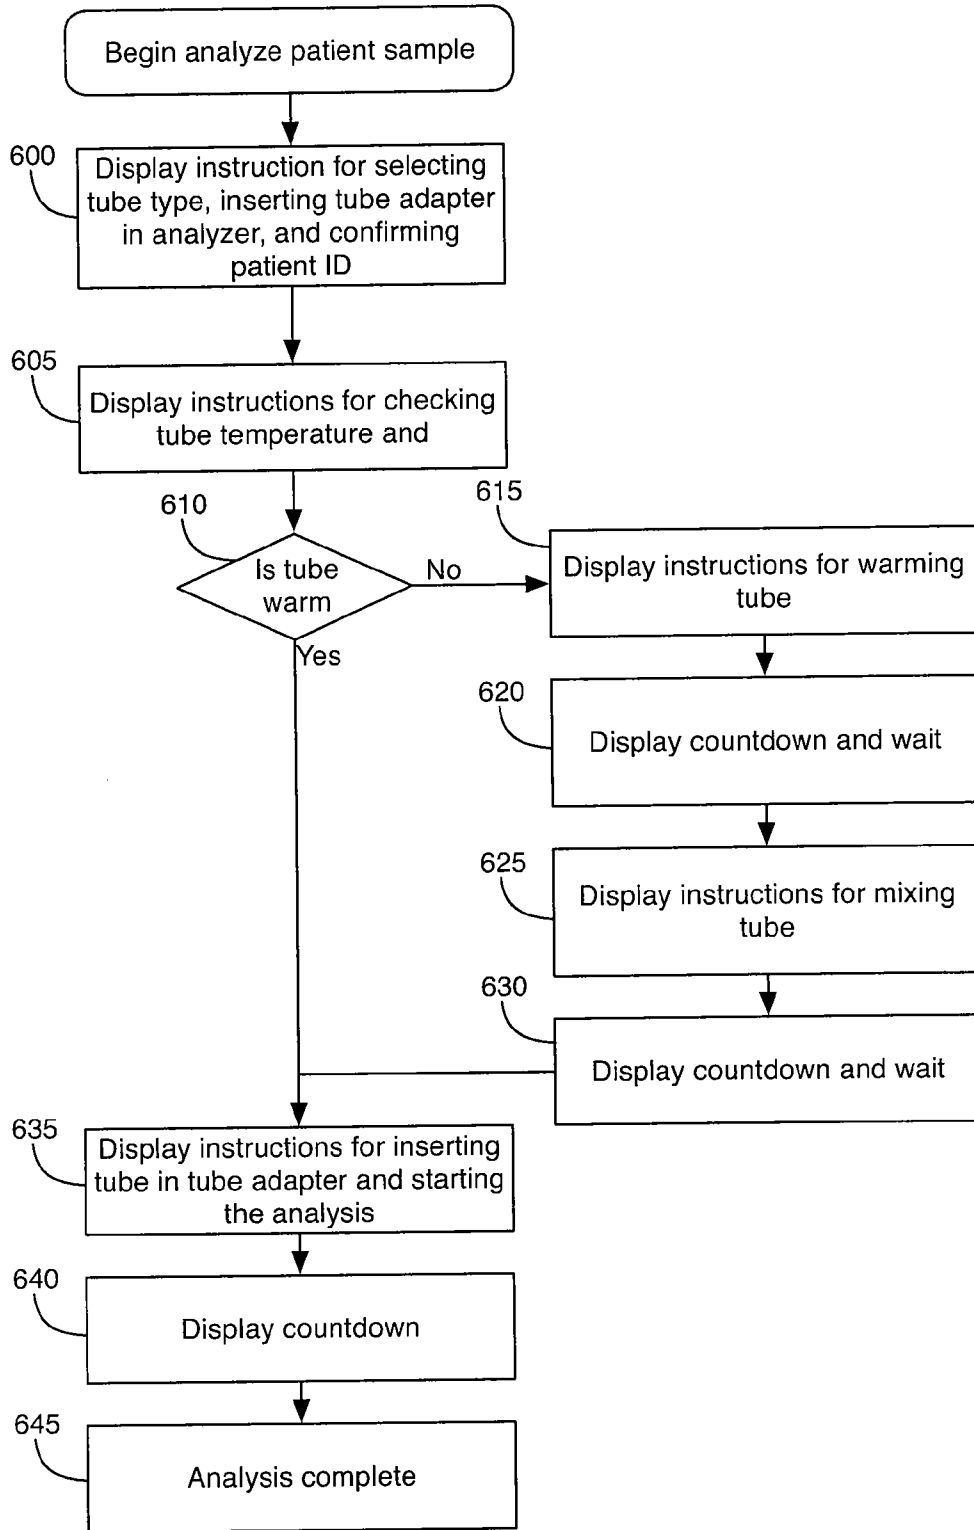 Begin analyze patient sample
600
Display instruction for selecting
tube type, inserting tube adapter
in analyzer, and confirming
patient ID
605
Display instructions for checking
tube temperature and
610
Is tube
warm
No
Yes
615
Display instructions for warming
tube
620
Display countdown and wait
625
Display instructions for mixing
tube
630
Display countdown and wait
635
Display instructions for inserting
tube in tube adapter and starting
the analysis
640
Display countdown
645
Analysis complete